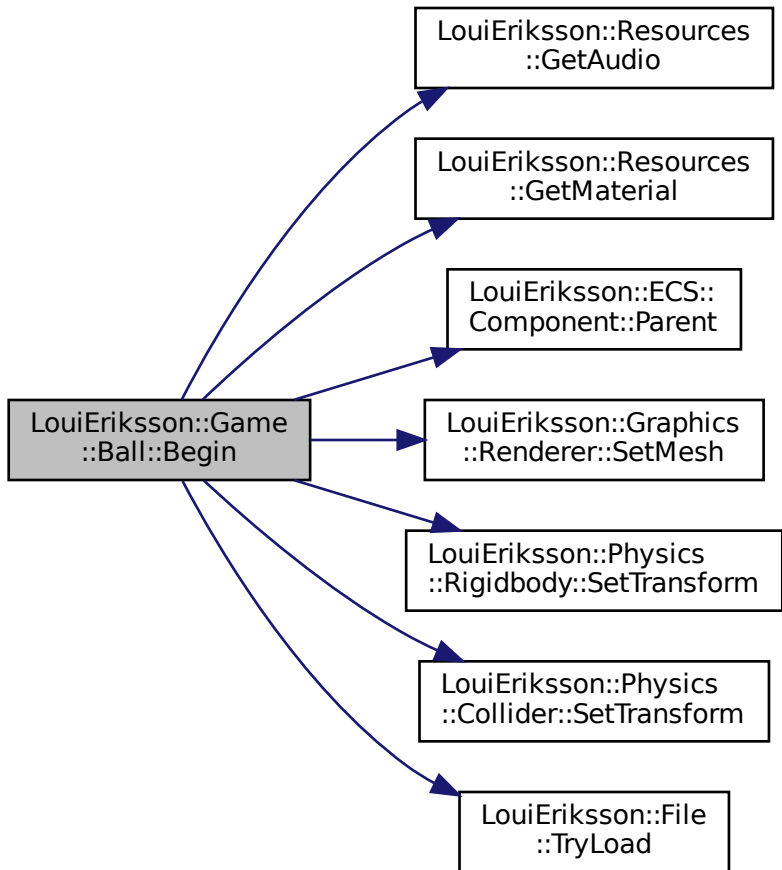 LouiEriksson::Resources
::GetAudio
LouiEriksson::Resources
::GetMaterial
LouiEriksson::ECS::
Component::Parent
LouiEriksson::Game
::Ball::Begin
LouiEriksson::Graphics
::Renderer::SetMesh
LouiEriksson::Physics
::Rigidbody::SetTransform
LouiEriksson::Physics
::Collider::SetTransform
LouiEriksson::File
::TryLoad